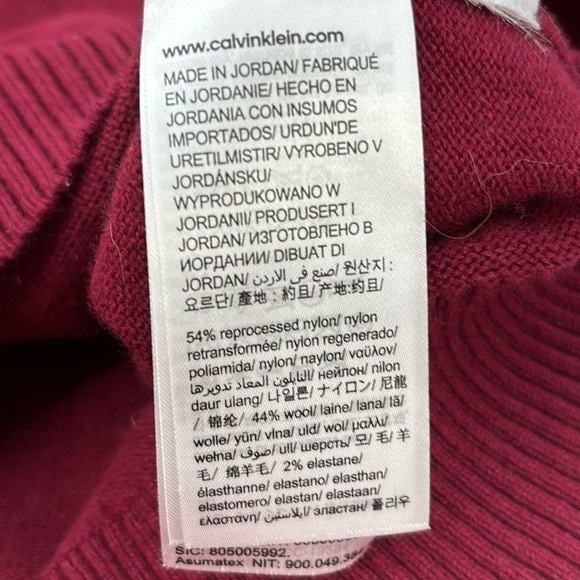 www.calvinklein.com
MADE IN JORDAN/ FABRIQUÉ
EN JORDANIE/ HECHO EN
JORDANIA CON INSUMOS
IMPORTADOS/ URDUN'DE
URETILMISTIR/ VYROBENO V
JORDÁNSKU/
WYPRODUKOWANO W
JORDANII/ PRODUSERT I
JORDAN/ ИЗГОТОВЛЕНО В
ИОРДАНИИ/ DIBUAT DI
JORDAN/ صنع في الاردن/ 원산지 :
요르단/ 產地 : 約旦/ 产地:约旦/
54% reprocessed nylon/ nylon
retransformée/ nylon regenerado/
poliamida/ nylon/ naylon/ ναϋλον/
нейлон/ nilon /النايلون المعاد تدويرها
daur ulang/ 나일론/ ナイロン/ 尼龍
/ 锦纶/ 44% wool/ laine/ lana/ lã/
wolle/ yün/ vlna/ uld/ wol/ μαλλί/
wełna/ صوف/ ull/ шерсть/ 모/ 毛/ 羊
毛/ 绵羊毛/ 2% elastane/
élasthanne/ elastano/ elasthan/
elastomero/ elastan/ elastaan/
ελαστανη/ ايلاستين/ эластан/ 폴리우
SIC: 805005992.
Asumatex NIT: 900.049.384